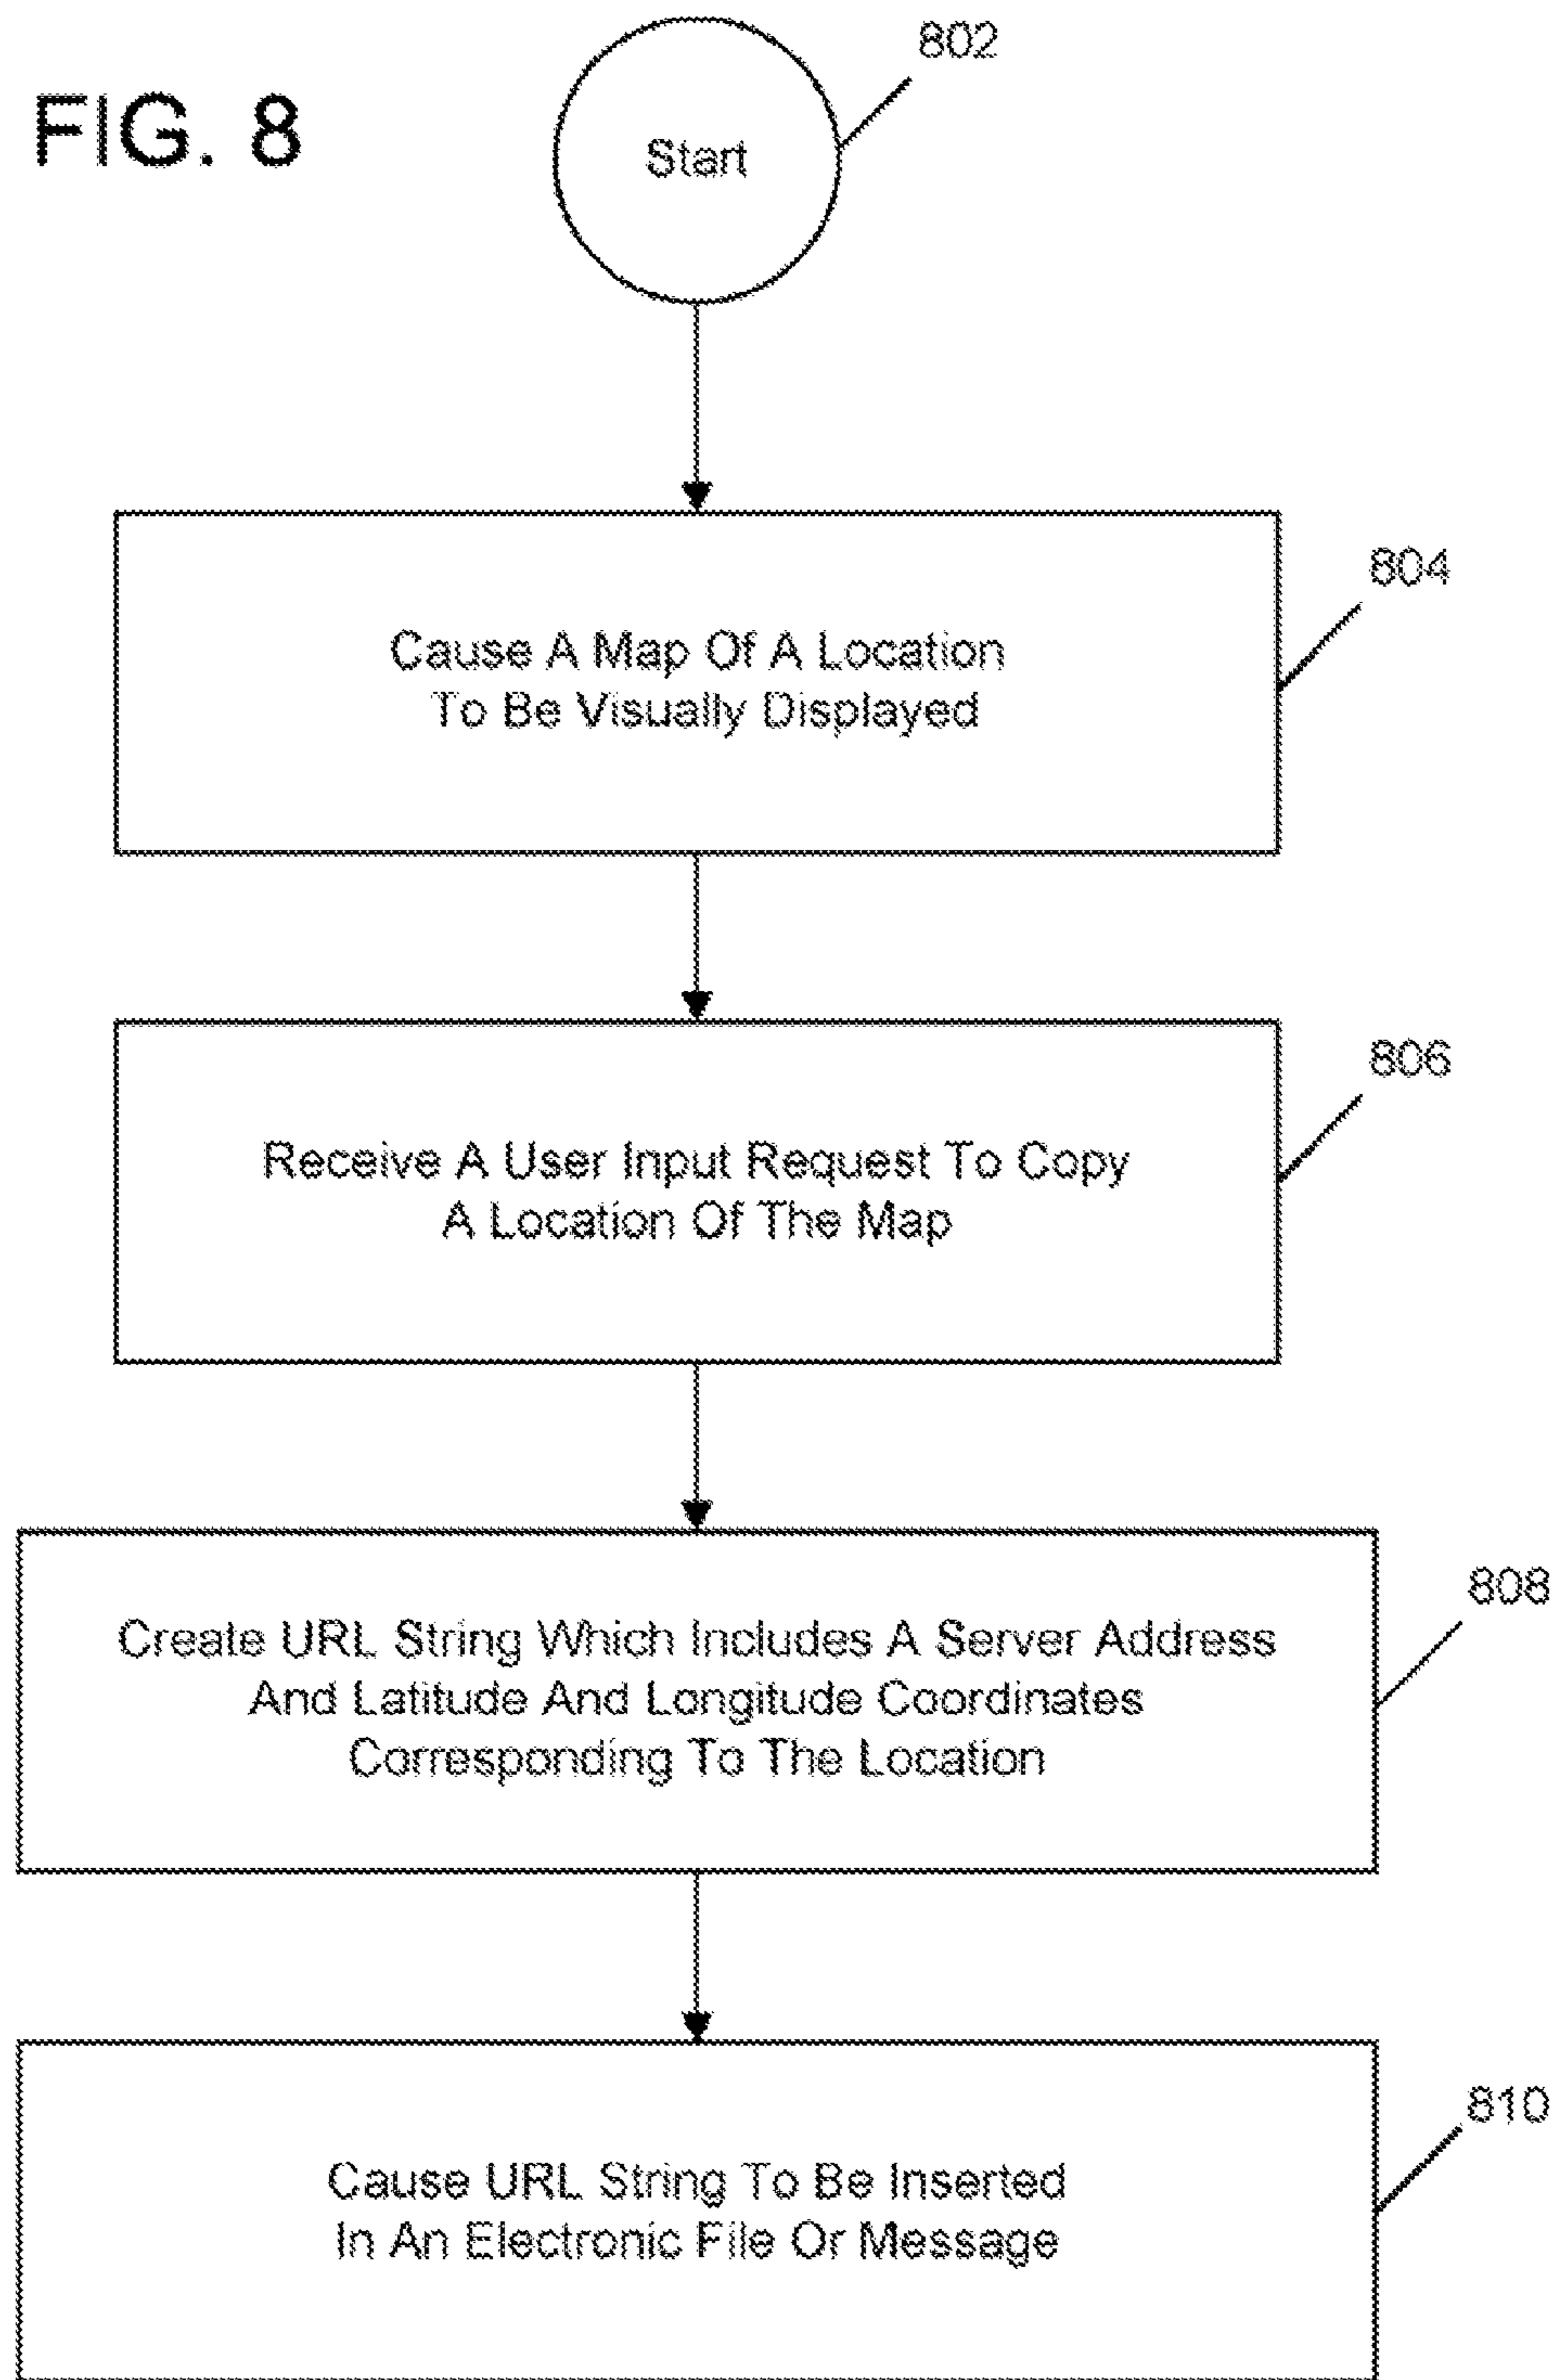 FIG. 8
802
Start
804
Cause A Map Of A Location
To Be Visually Displayed
806
Receive A User Input Request To Copy
A Location Of The Map
808
Create URL String Which Includes A Server Address
And Latitude And Longitude Coordinates
Corresponding To The Location
810
Cause URL String To Be Inserted
In An Electronic File Or Message